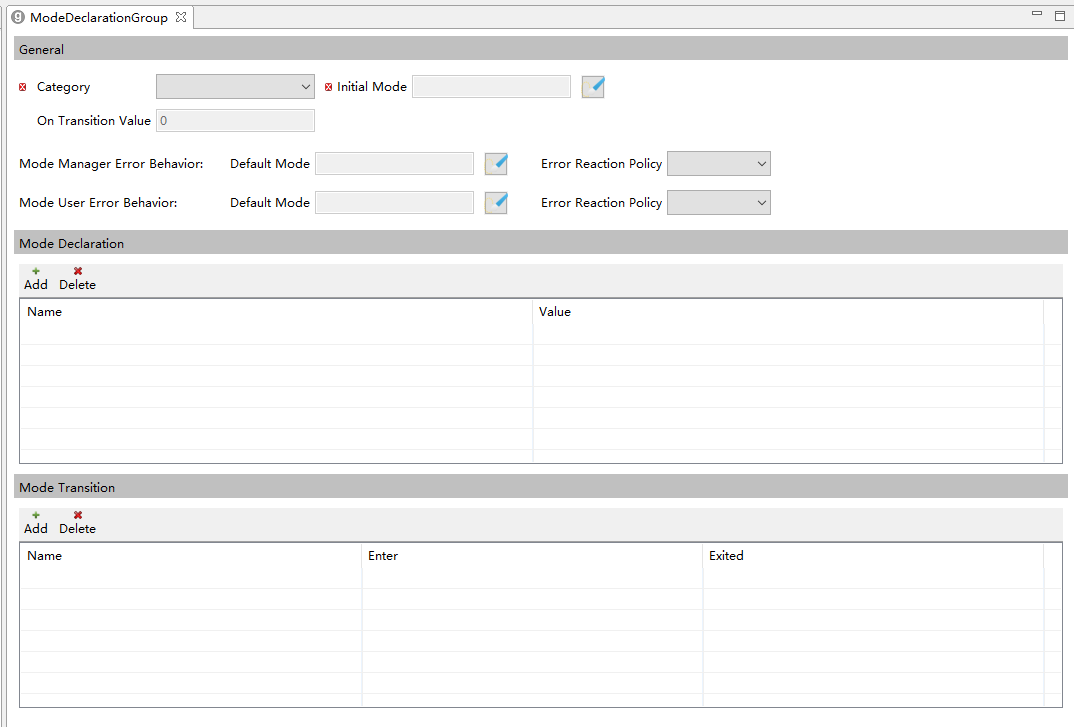 ModeDeclarationGroup
General
Category Initial Mode
On Transition Value 0
Mode Manager Error Behavior: Default Mode Error Reaction Policy
Mode User Error Behavior: Default Mode Error Reaction Policy
Mode Declaration
Add Delete
Name Value
Mode Transition
Add Delete
Name Enter Exited